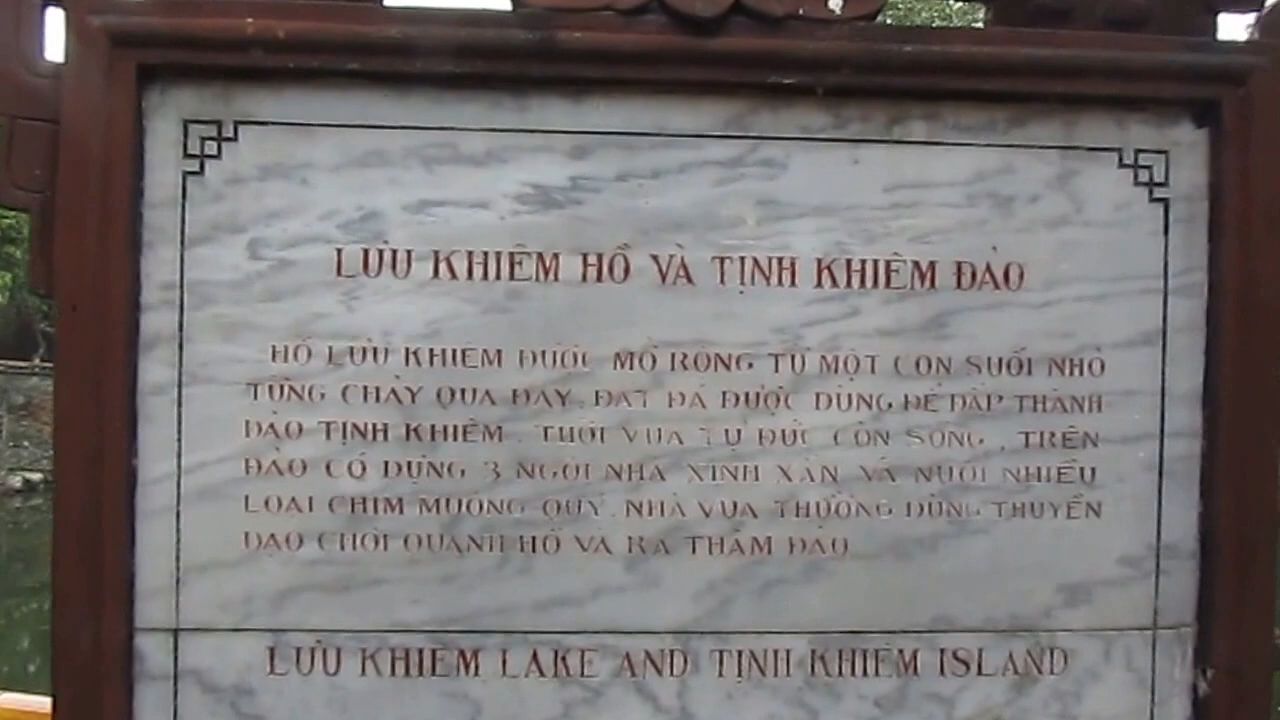 LƯU KHIÊM HỒ VÀ TỊNH KHIÊM ĐẢO
HỒ LƯU KHIÊM ĐƯỢC MỞ RỘNG TỪ MỘT CON SUỐI NHỎ
TỪNG CHẢY QUA ĐÂY. ĐẤT ĐÁ ĐƯỢC DÙNG ĐỂ ĐẮP THÀNH
ĐẢO TỊNH KHIÊM. THỜI VUA TỰ ĐỨC CÒN SỐNG, TRÊN
ĐẢO CÓ DỰNG 3 NGÔI NHÀ XINH XẮN VÀ NUÔI NHIỀU
LOẠI CHIM MUÔNG QUÝ. NHÀ VUA THƯỜNG DÙNG THUYỀN
DẠO CHƠI QUANH HỒ VÀ RA THĂM ĐẢO
LƯU KHIÊM LAKE AND TỊNH KHIÊM ISLAND